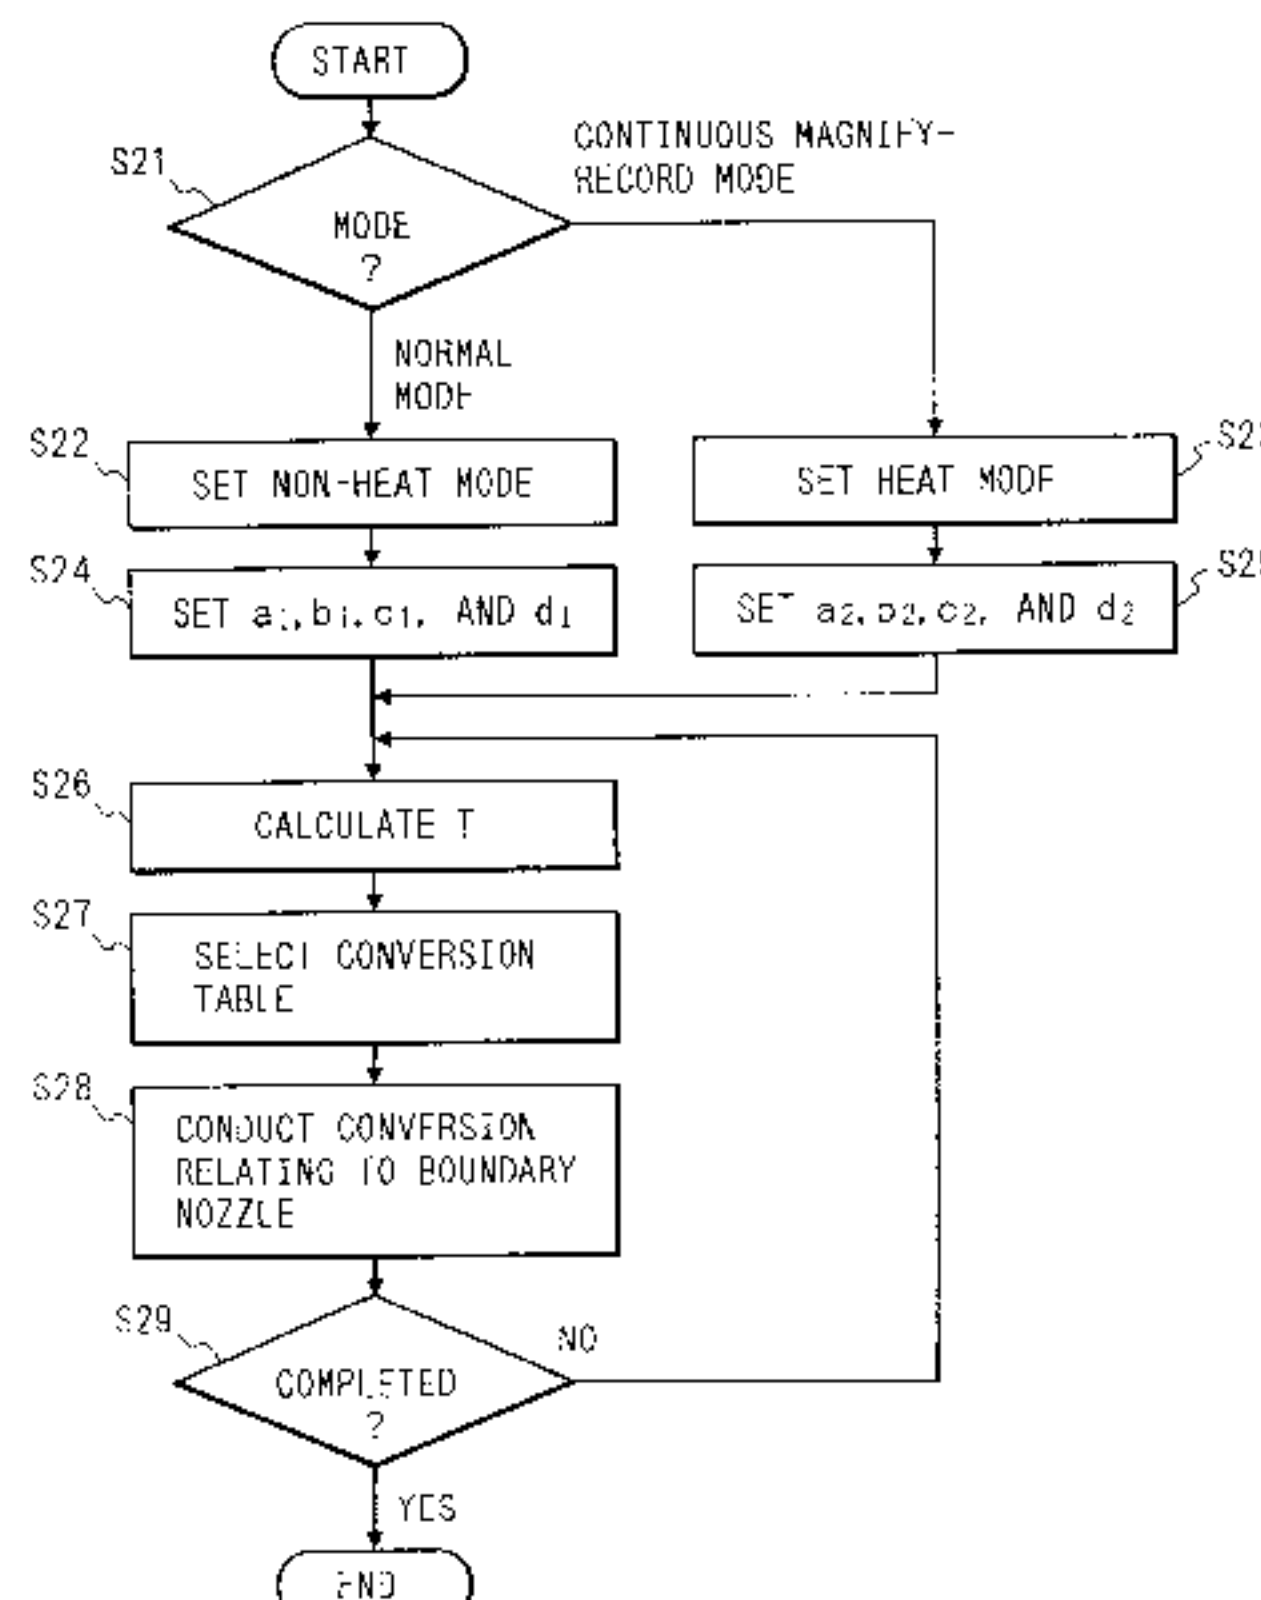 START
S21
MODE
?
CONTINUOUS MAGNIFY-
RECORD MODE
NORMAL
MODE
S22
SET NON-HEAT MODE
SET HEAT MODE
S24
SET a₁, b₁, c₁, AND d₁
SET a₂, b₂, c₂, AND d₂
S26
CALCULATE T
S27
SELECT CONVERSION
TABLE
S28
CONDUCT CONVERSION
RELATING TO BOUNDARY
NOZZLE
S29
COMPLETED
?
NO
YES
END